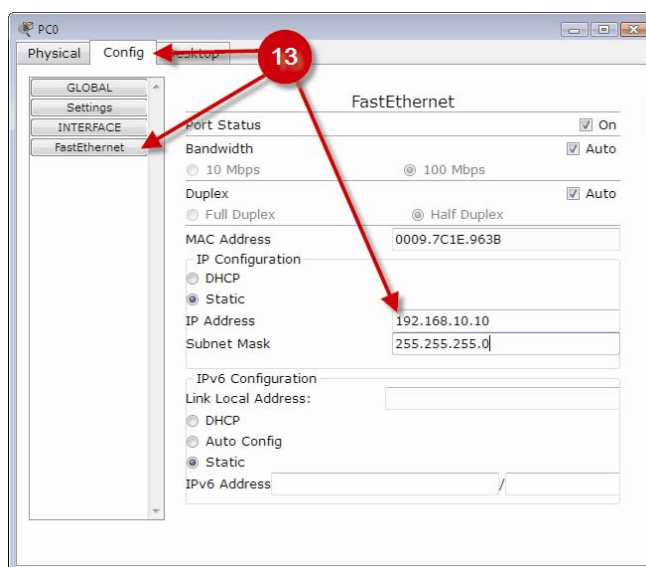 PC0
Physical Config Desktop
13
GLOBAL
Settings
INTERFACE
FastEthernet
FastEthernet
Port Status On
Bandwidth Auto
10 Mbps 100 Mbps
Duplex Auto
Full Duplex Half Duplex
MAC Address 0009.7C1E.963B
IP Configuration
DHCP
Static
IP Address 192.168.10.10
Subnet Mask 255.255.255.0
IPv6 Configuration
Link Local Address:
DHCP
Auto Config
Static
IPv6 Address /